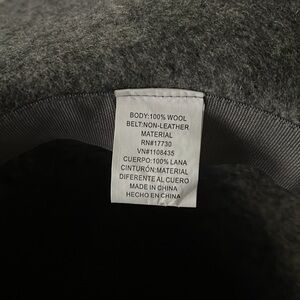 BODY:100% WOOL
BELT:NON-LEATHER
MATERIAL
RN#17730
VN#1108435
CUERPO:100% LANA
CINTURÓN:MATERIAL
DIFERENTE AL CUERO
MADE IN CHINA
HECHO EN CHINA